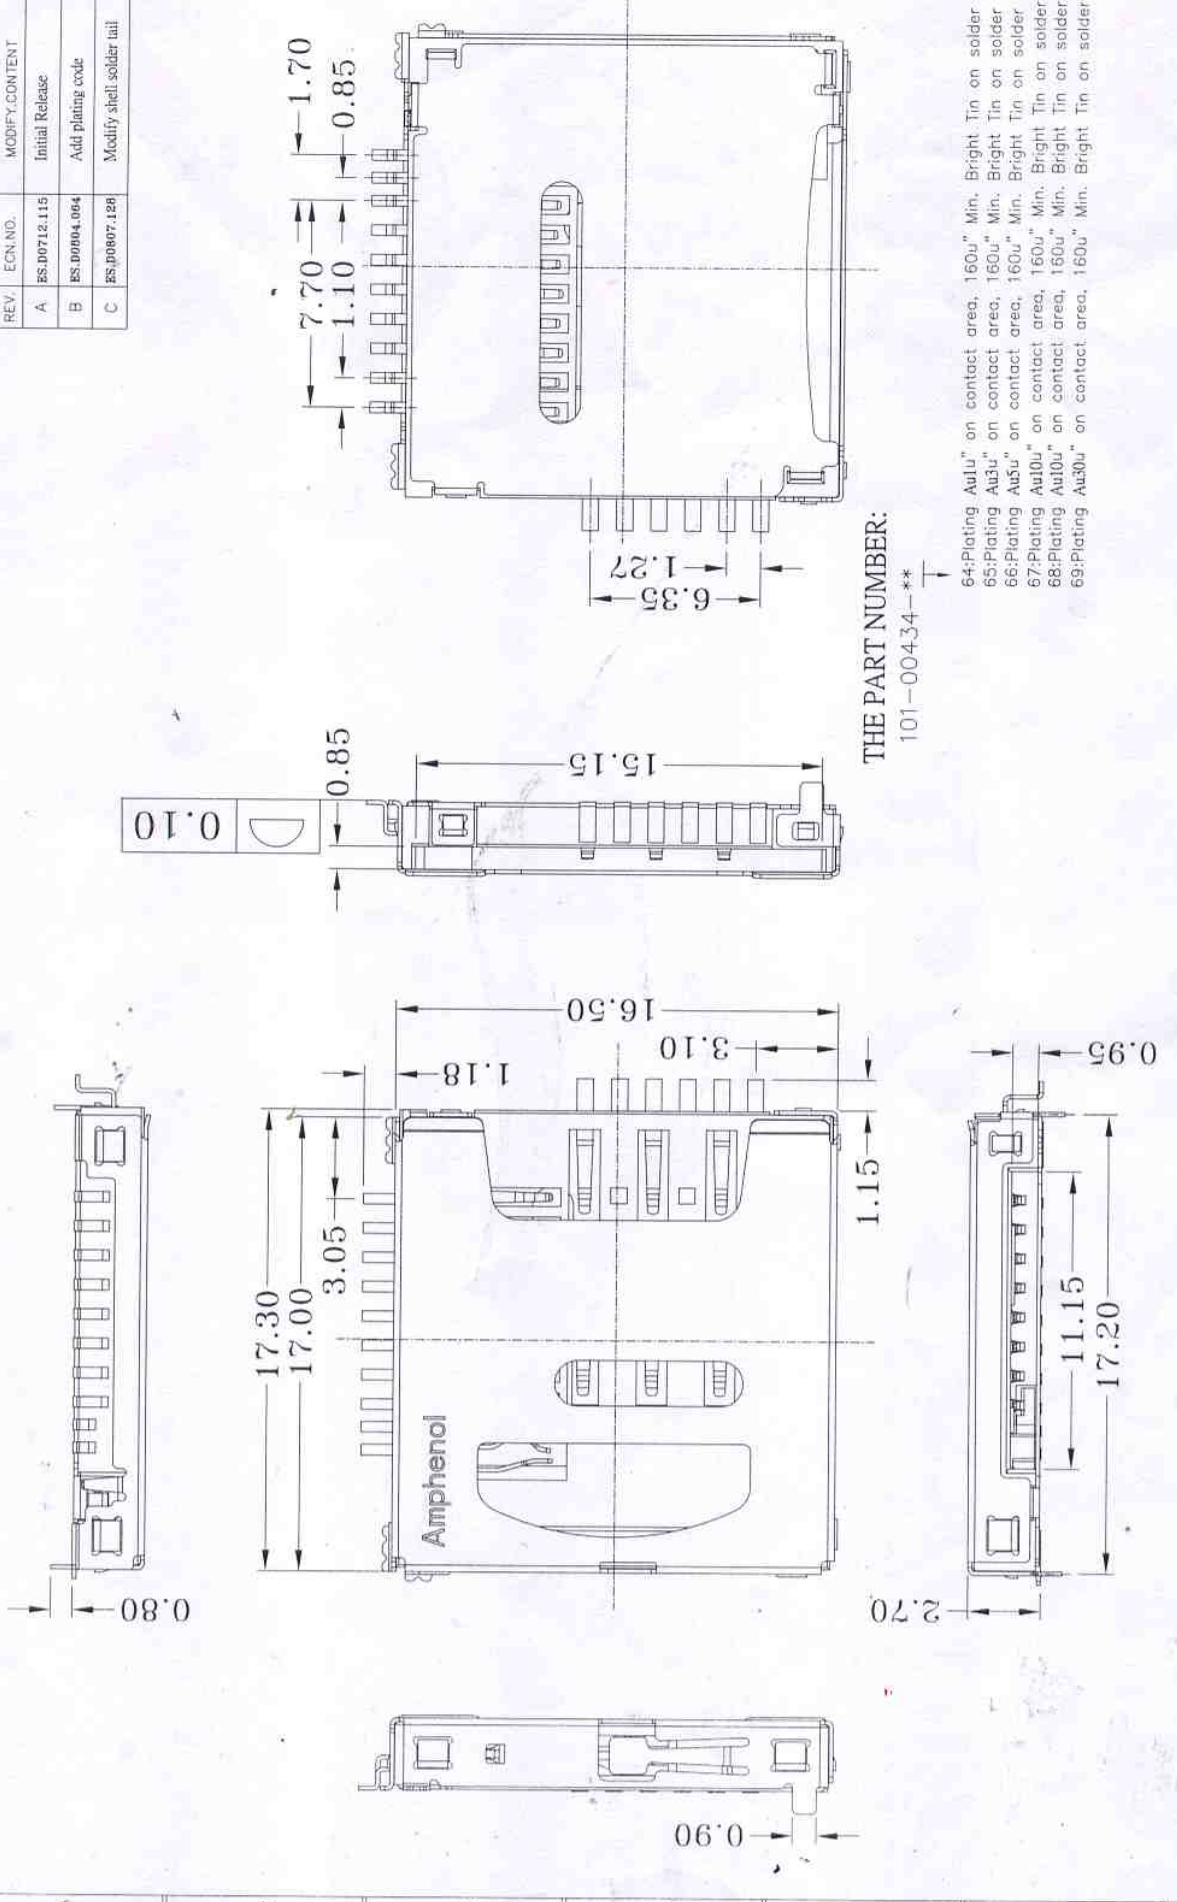 REV. ECN.NO. MODIFY.CONTENT
A ES.D0712.115 Initial Release
B ES.D0804.064 Add plating code
C ES.D0807.128 Modify shell solder tail
1.70
0.85
7.70
1.10
1.27
6.35
THE PART NUMBER:
101-00434-**
64:Plating Au1u" on contact area, 160u" Min. Bright Tin on solder
65:Plating Au3u" on contact area, 160u" Min. Bright Tin on solder
66:Plating Au5u" on contact area, 160u" Min. Bright Tin on solder
67:Plating Au10u" on contact area, 160u" Min. Bright Tin on solder
68:Plating Au10u" on contact area, 160u" Min. Bright Tin on solder
69:Plating Au30u" on contact area, 160u" Min. Bright Tin on solder
0.10
0.85
15.15
16.50
3.10
1.18
17.30
17.00
3.05
1.15
Amphenol
0.80
0.95
11.15
17.20
2.70
0.90